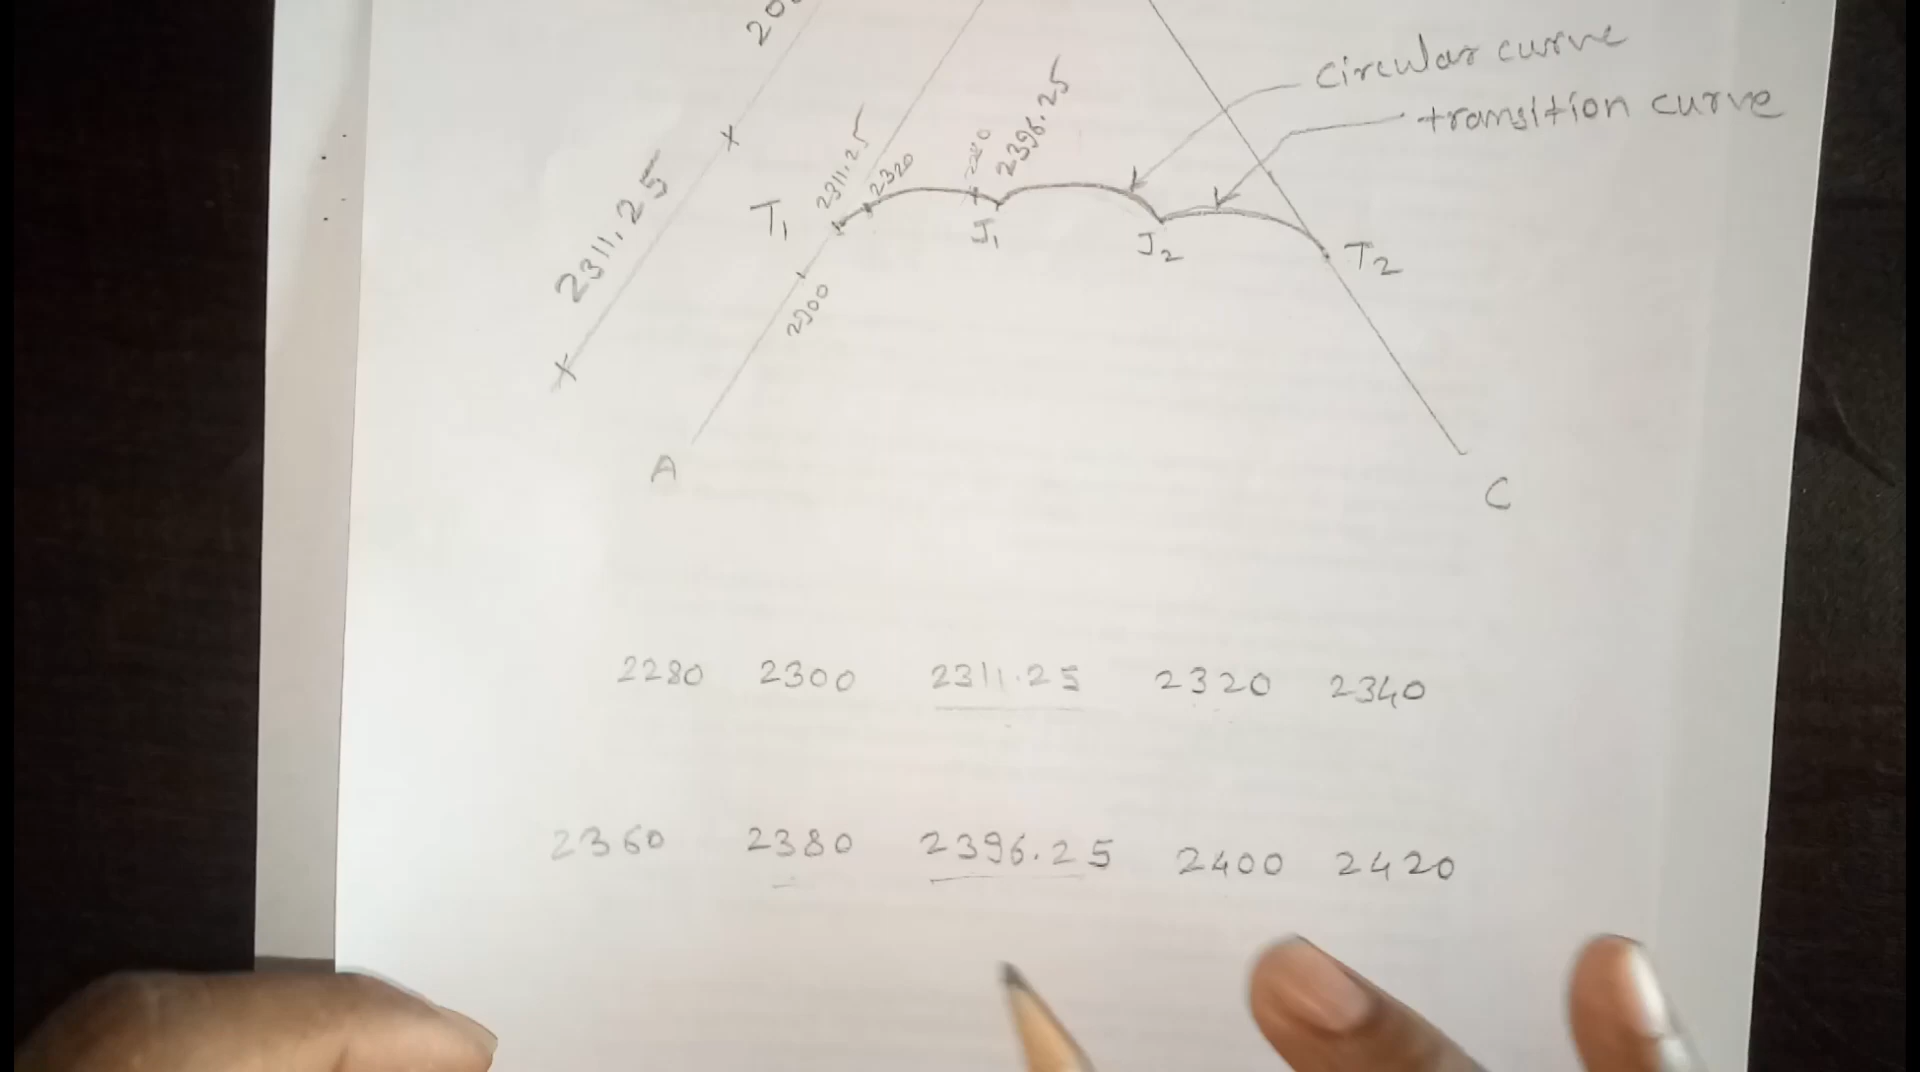 circular curve
transition curve
2311.25
2320
2396.25
2311.25
T1
J1
J2
T2
2300
A
C
2280 2300 2311.25 2320 2340
2360 2380 2396.25 2400 2420